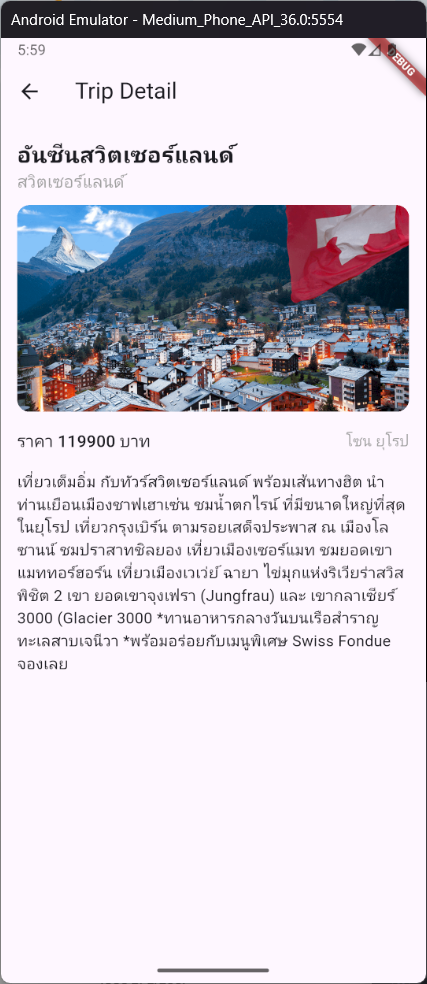 Android Emulator - Medium_Phone_API_36.0:5554
5:59
DEBUG
Trip Detail
อันซีนสวิตเซอร์แลนด์
สวิตเซอร์แลนด์
ราคา 119900 บาท
โซน ยุโรป
เที่ยวเต็มอิ่ม กับทัวร์สวิตเซอร์แลนด์ พร้อมเส้นทางฮิต นำ
ท่านเยือนเมืองชาฟเฮาเซ่น ชมน้ำตกไรน์ ที่มีขนาดใหญ่ที่สุด
ในยุโรป เที่ยวกรุงเบิร์น ตามรอยเสด็จประพาส ณ เมืองโล
ซานน์ ชมปราสาทชิลยอง เที่ยวเมืองเซอร์แมท ชมยอดเขา
แมททอร์ฮอร์น เที่ยวเมืองเวเว่ย์ ฉายา ไข่มุกแห่งริเวียร่าสวิส
พิชิต 2 เขา ยอดเขาจุงเฟรา (Jungfrau) และ เขากลาเซียร์
3000 (Glacier 3000 *ทานอาหารกลางวันบนเรือสำราญ
ทะเลสาบเจนีวา *พร้อมอร่อยกับเมนูพิเศษ Swiss Fondue
จองเลย